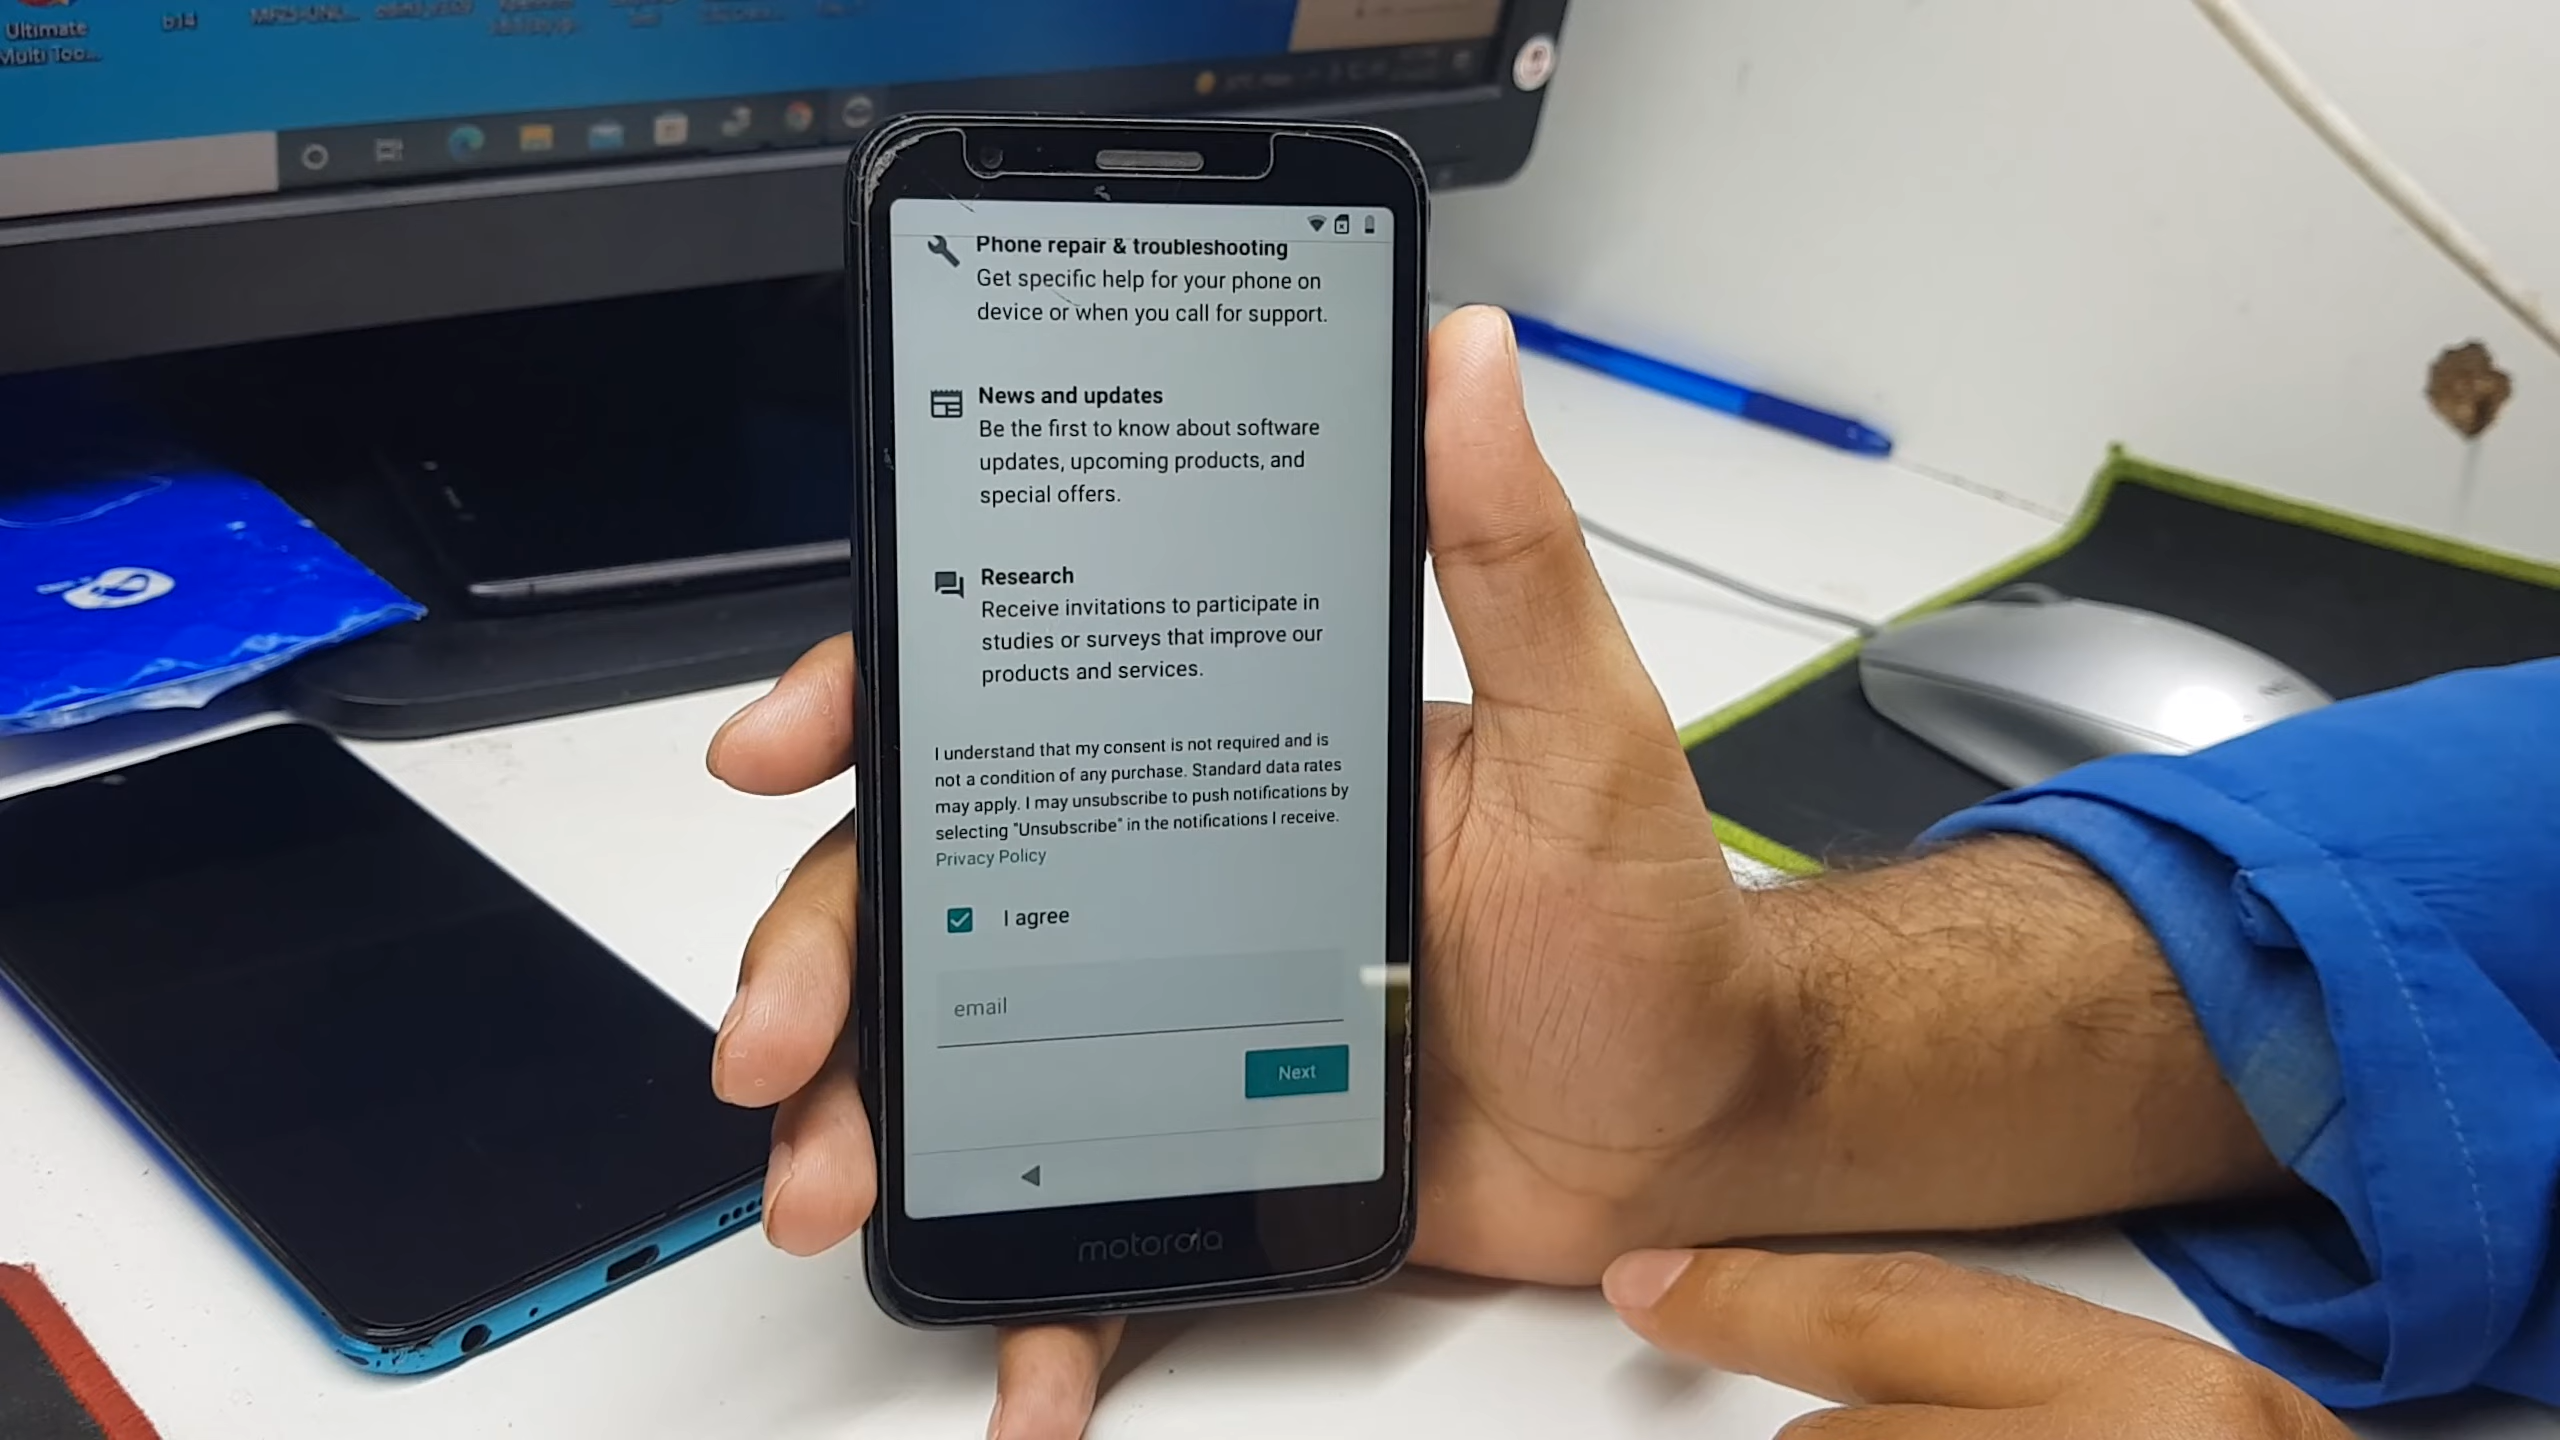 Ultimate
Multi Too...
b14
Phone repair & troubleshooting
Get specific help for your phone on
device or when you call for support.
News and updates
Be the first to know about software
updates, upcoming products, and
special offers.
Research
Receive invitations to participate in
studies or surveys that improve our
products and services.
I understand that my consent is not required and is
not a condition of any purchase. Standard data rates
may apply. I may unsubscribe to push notifications by
selecting "Unsubscribe" in the notifications I receive.
Privacy Policy
I agree
email
Next
motorola